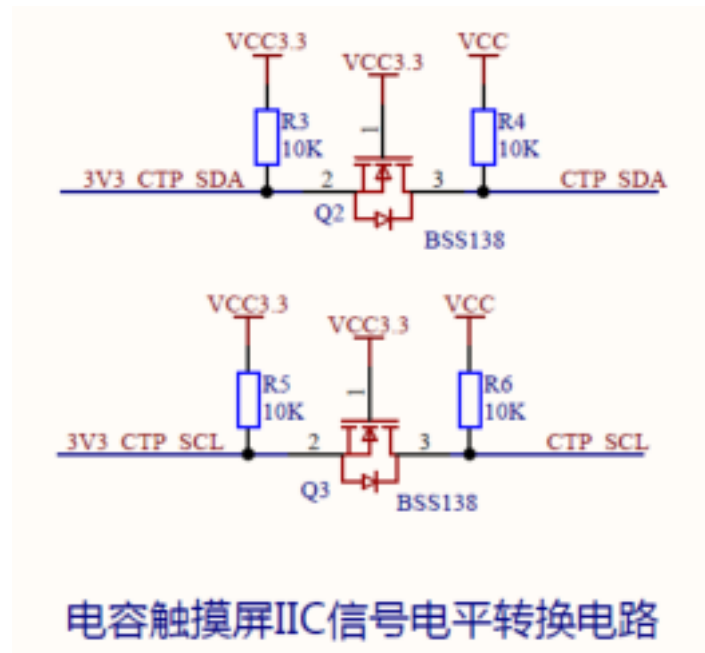 VCC3.3
VCC3.3
VCC
R3
10K
1
R4
10K
3V3_CTP_SDA
2
3
CTP_SDA
Q2
BSS138
VCC3.3
VCC3.3
VCC
R5
10K
1
R6
10K
3V3_CTP_SCL
2
3
CTP_SCL
Q3
BSS138
电容触摸屏IIC信号电平转换电路